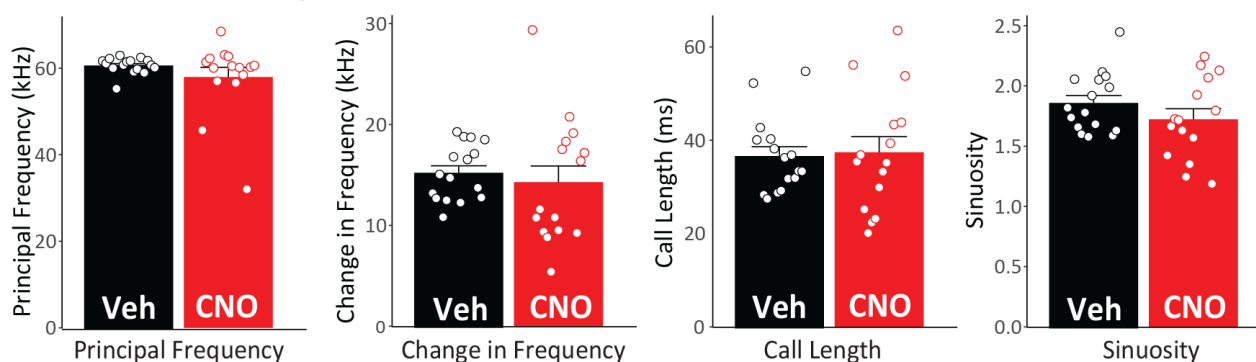 Principal Frequency (kHz)
60
40
20
0
Veh
CNO
Principal Frequency
Change in Frequency (kHz)
30
20
10
0
Veh
CNO
Change in Frequency
Call Length (ms)
60
40
20
0
Veh
CNO
Call Length
Sinuosity
2.5
2.0
1.5
1.0
0.5
0.0
Veh
CNO
Sinuosity